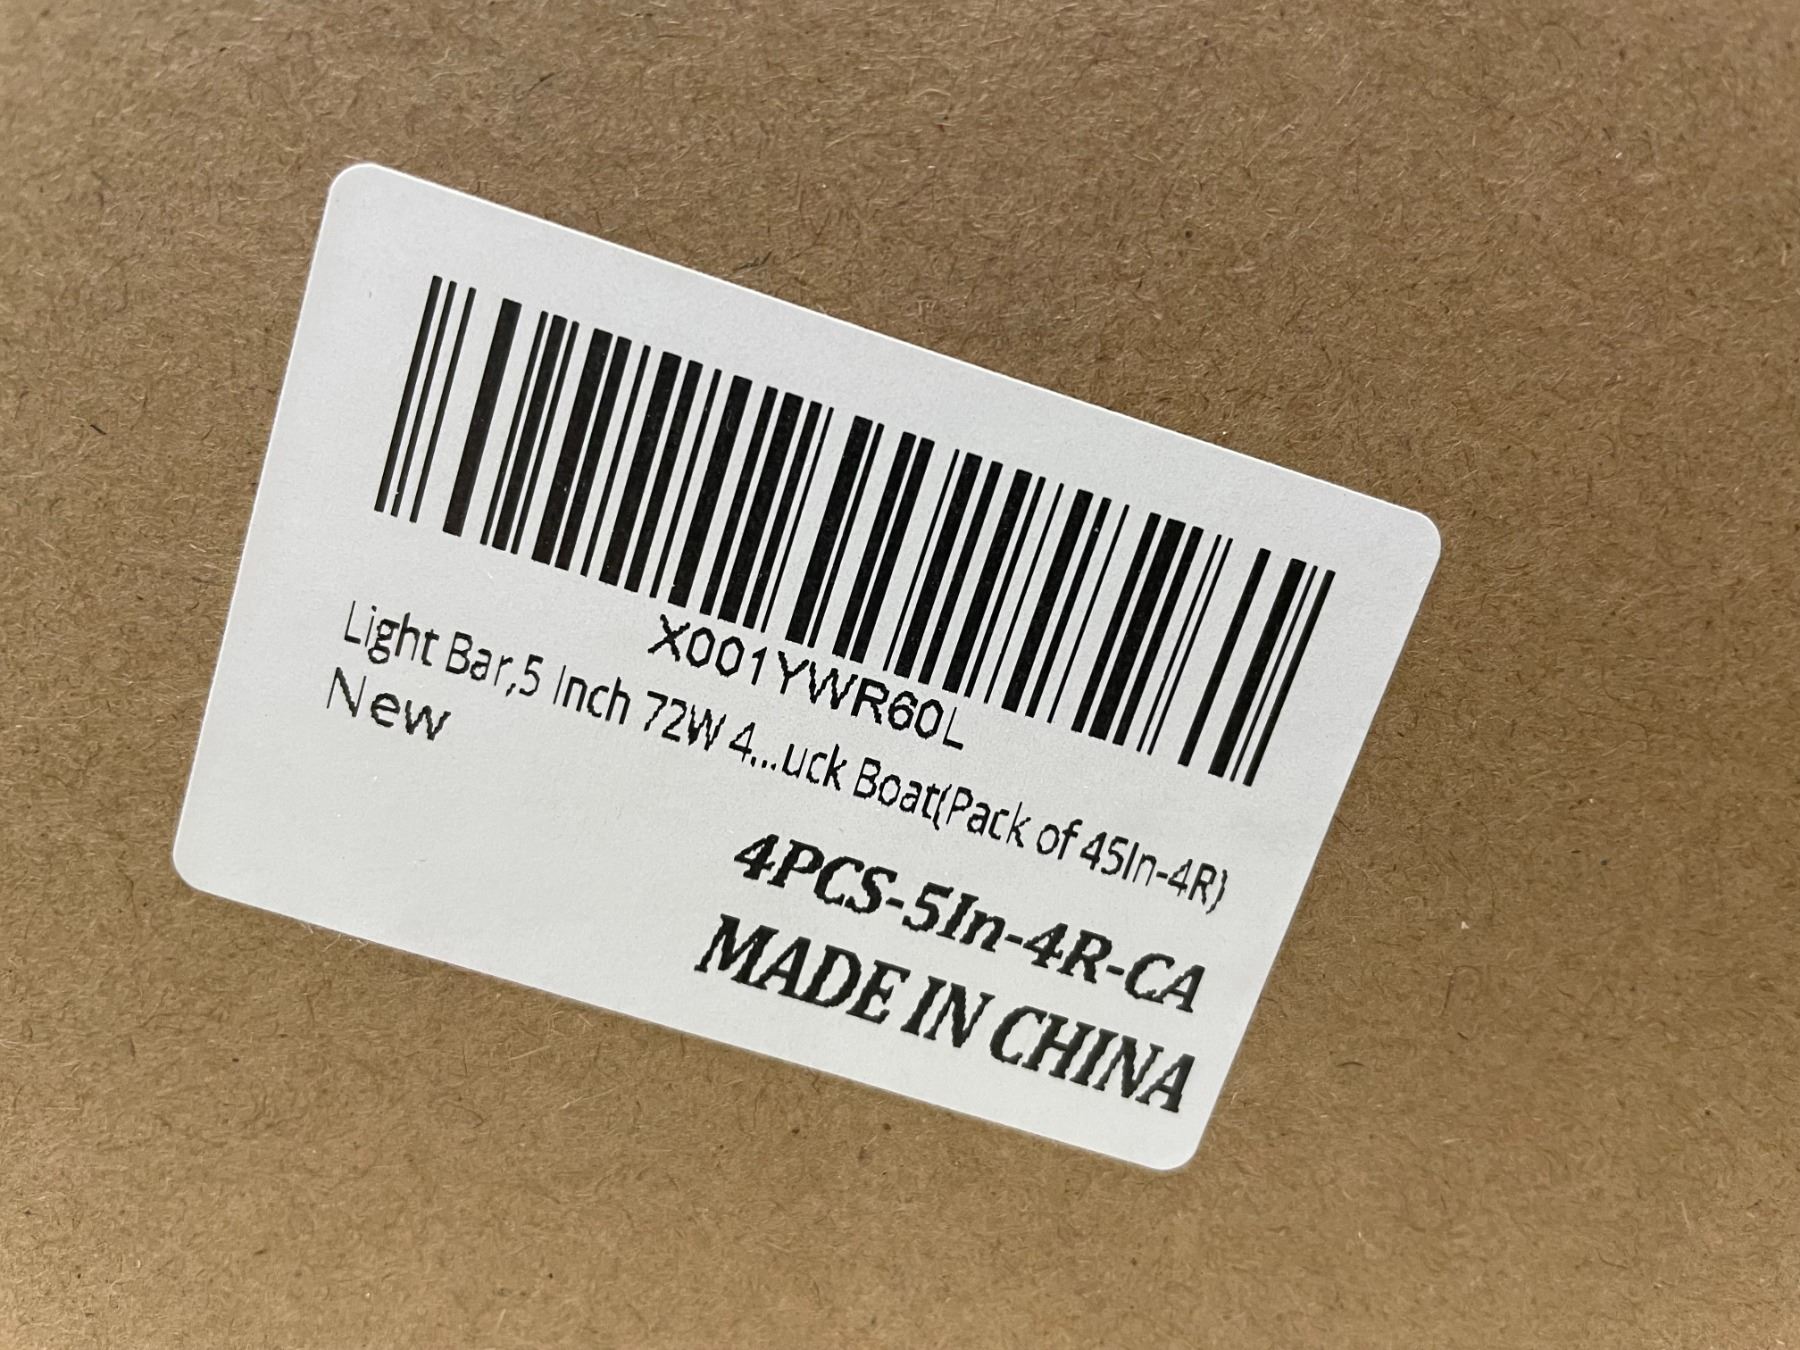 X001YWR60L
Light Bar,5 Inch 72W 4...uck Boat(Pack of 45In-4R)
New
4PCS-5In-4R-CA
MADE IN CHINA